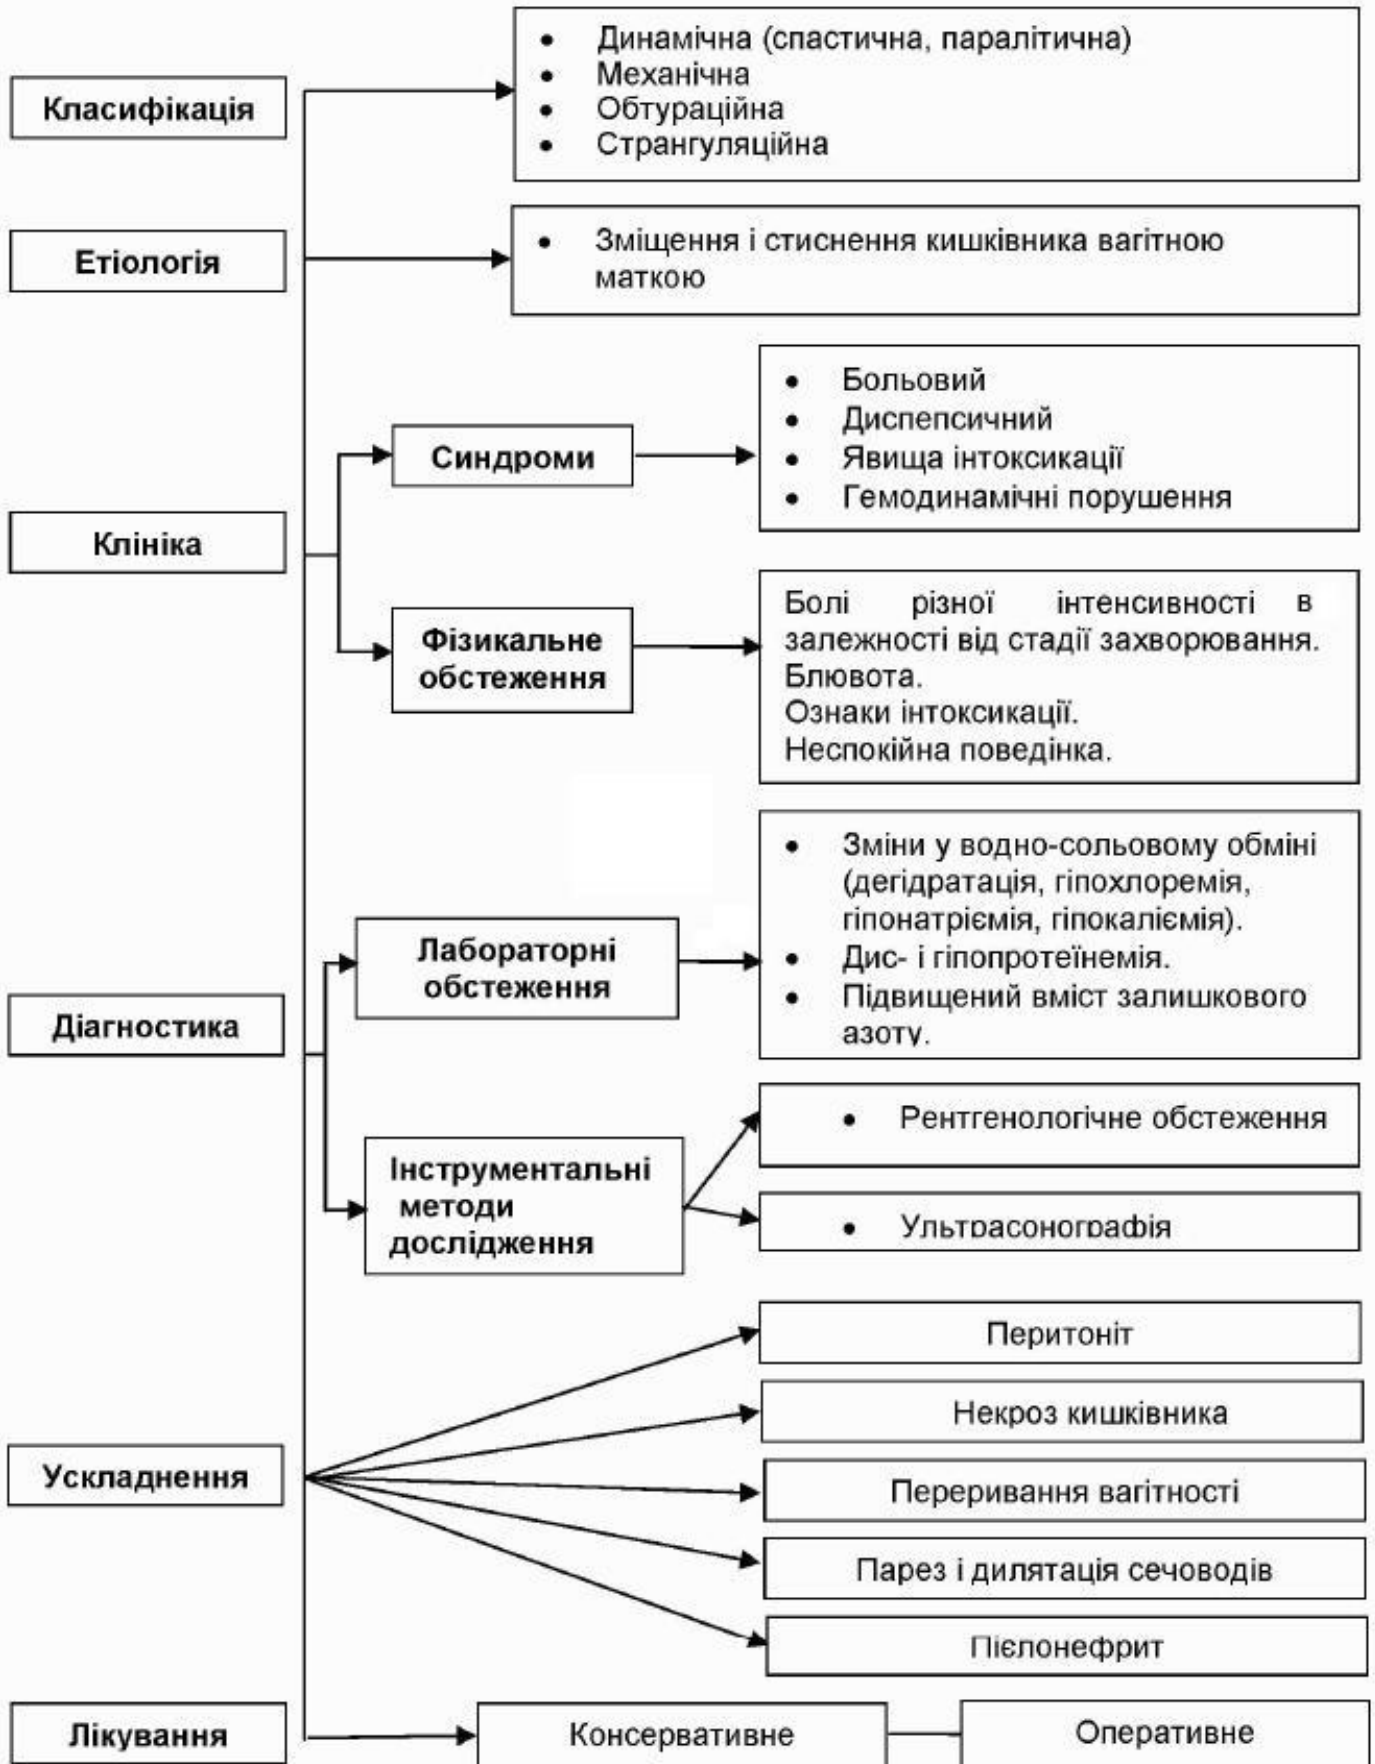 Класифікація
• Динамічна (спастична, паралітична)
• Механічна
• Обтураційна
• Странгуляційна
Етіологія
• Зміщення і стиснення кишківника вагітною
маткою
Клініка
Синдроми
• Больовий
• Диспепсичний
• Явища інтоксикації
• Гемодинамічні порушення
Фізикальне
обстеження
Болі різної інтенсивності в
залежності від стадії захворювання.
Блювота.
Ознаки інтоксикації.
Неспокійна поведінка.
Діагностика
Лабораторні
обстеження
• Зміни у водно-сольовому обміні
(дегідратація, гіпохлоремія,
гіпонатріємія, гіпокаліємія).
• Дис- і гіпопротеїнемія.
• Підвищений вміст залишкового
азоту.
Інструментальні
методи
дослідження
• Рентгенологічне обстеження
• Ультрасонографія
Ускладнення
Перитоніт
Некроз кишківника
Переривання вагітності
Парез і дилятація сечоводів
Пієлонефрит
Лікування
Консервативне
Оперативне